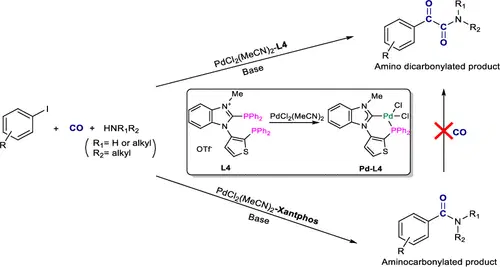 O
R₁
N
C
C
R₂
O
R
Amino dicarbonylated product
PdCl₂(MeCN)₂-L4
Base
I
R
+ CO + HNR₁R₂
(R₁= H or alkyl
R₂= alkyl)
Me
N
PPh₂
N
PPh₂
S
OTf⁻
L4
PdCl₂(MeCN)₂
Me
N
Cl
Pd
Cl
N
PPh₂
S
Pd-L4
CO
PdCl₂(MeCN)₂-Xantphos
Base
O
C
R₁
N
R₂
R
Aminocarbonylated product